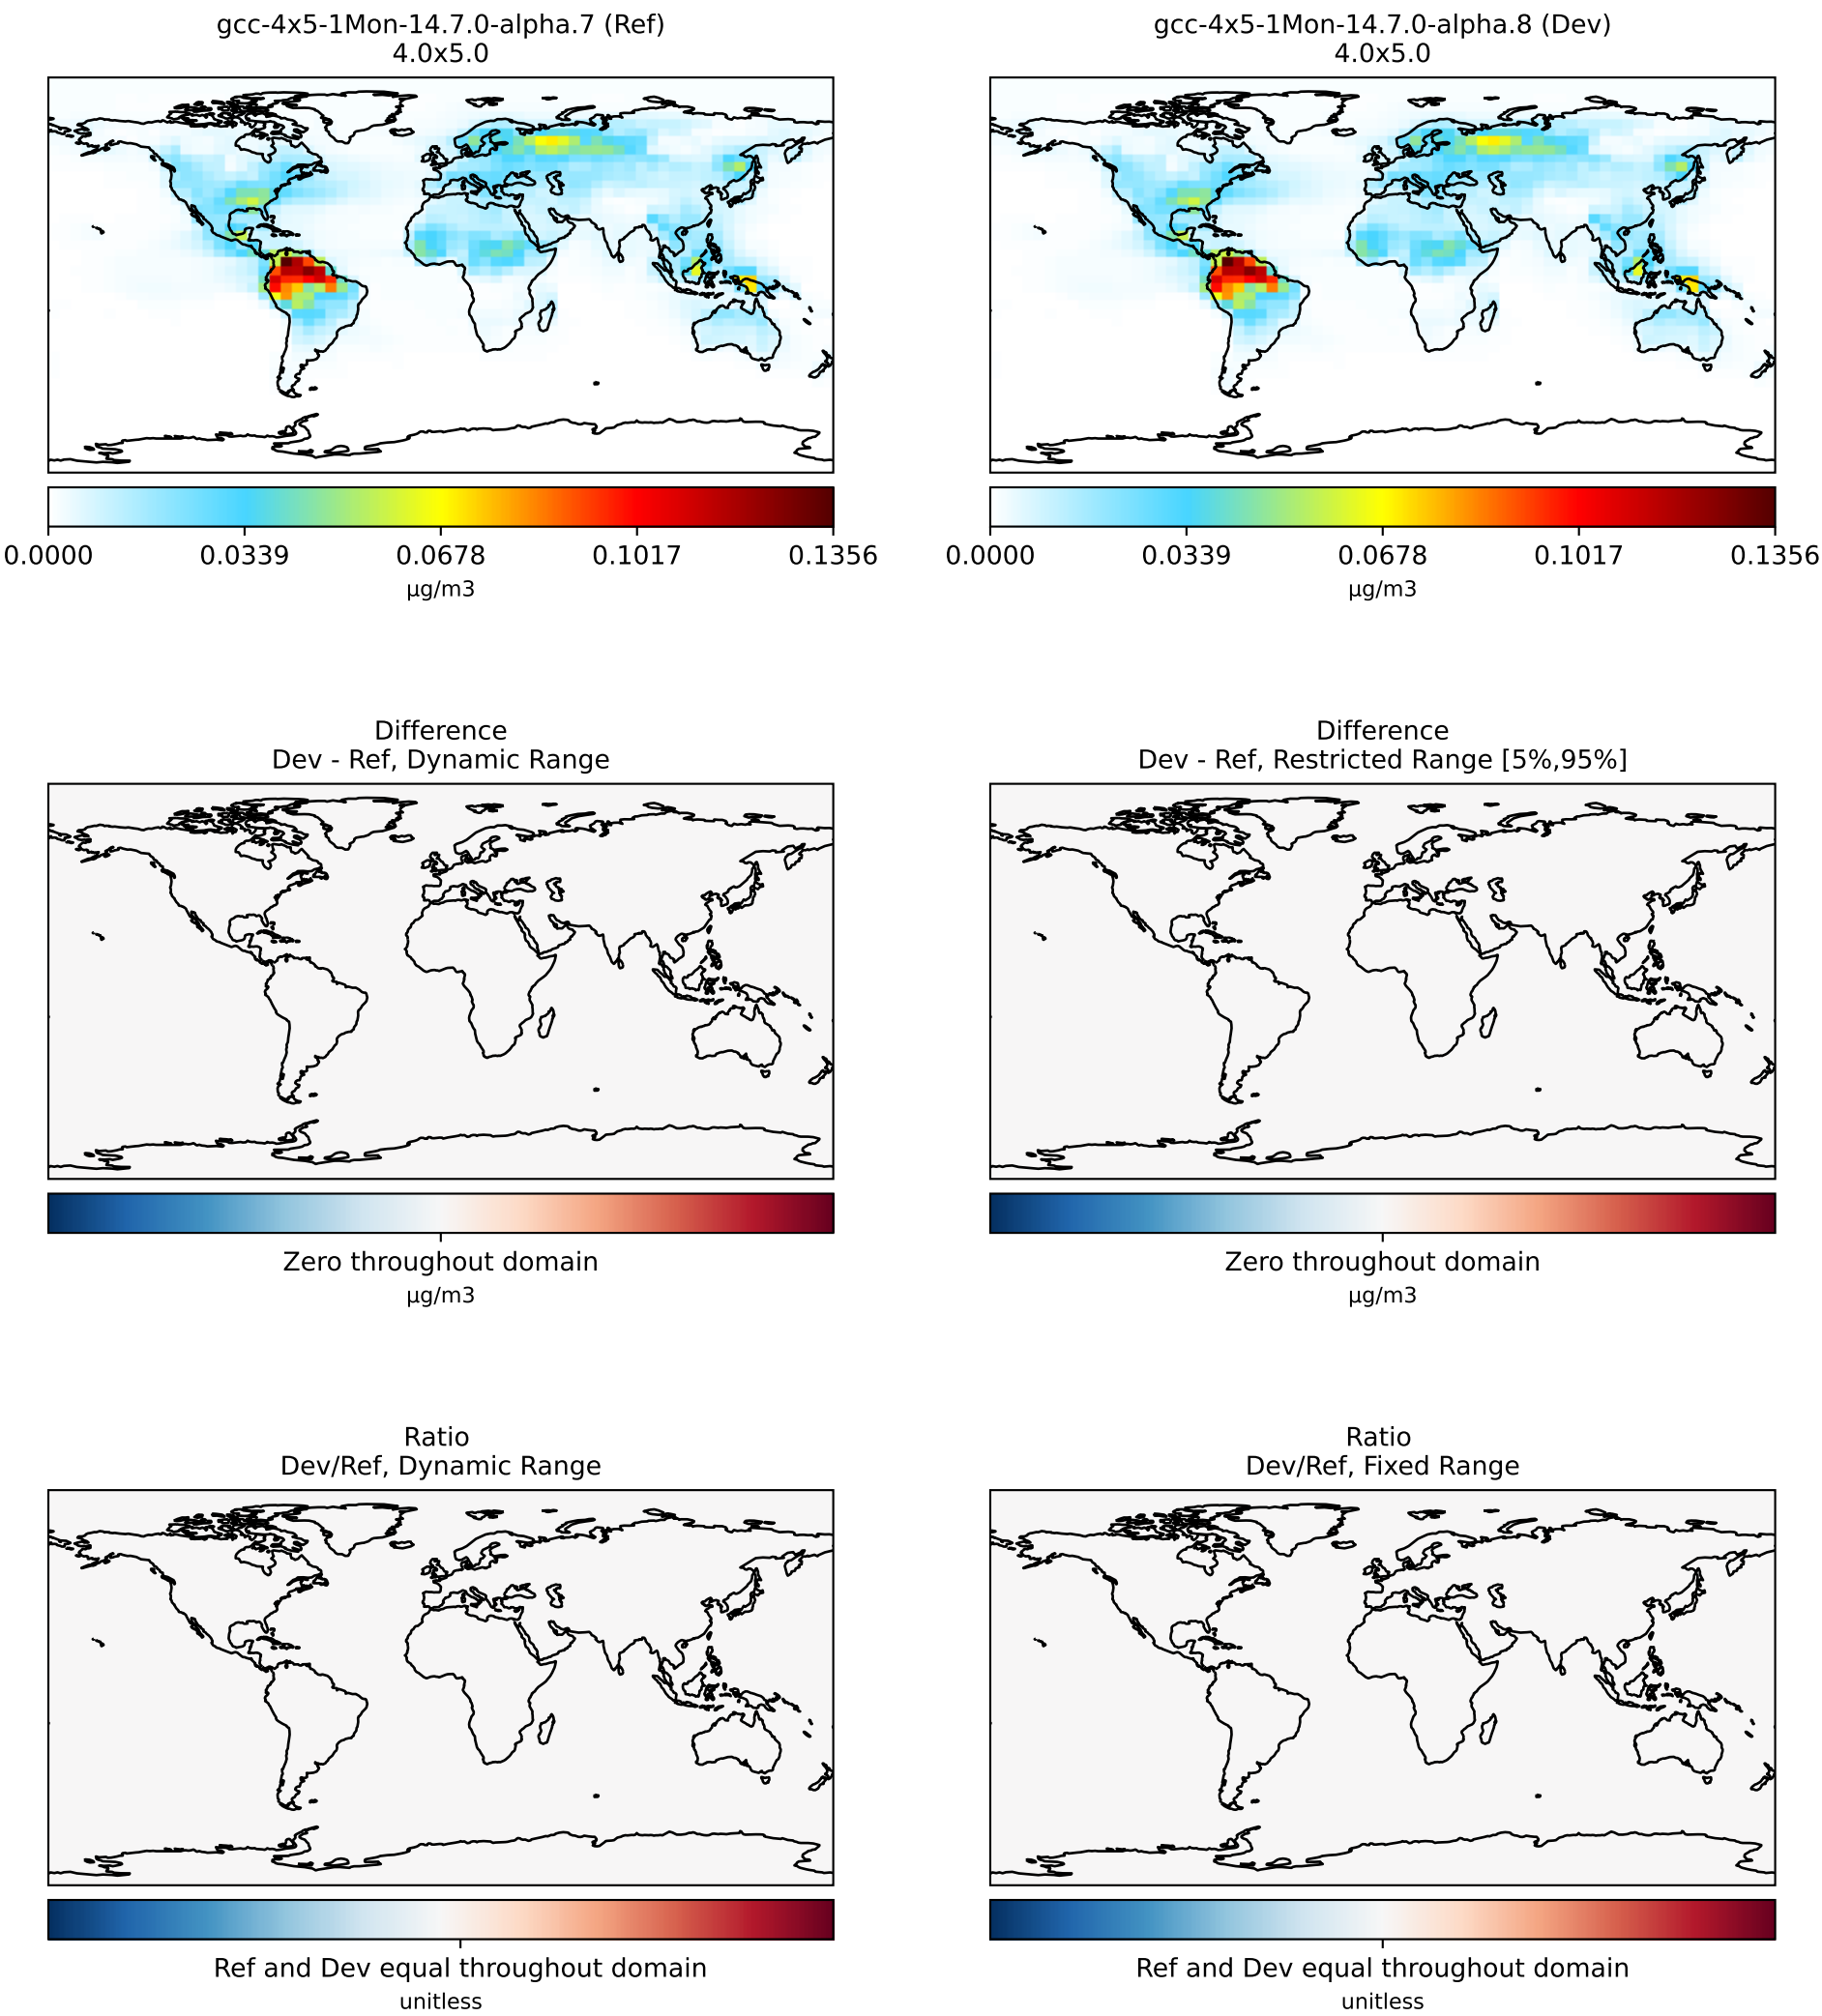 gcc-4x5-1Mon-14.7.0-alpha.7 (Ref)
4.0x5.0
gcc-4x5-1Mon-14.7.0-alpha.8 (Dev)
4.0x5.0
0.0000 0.0339 0.0678 0.1017 0.1356
μg/m3
0.0000 0.0339 0.0678 0.1017 0.1356
μg/m3
Difference
Dev - Ref, Dynamic Range
Difference
Dev - Ref, Restricted Range [5%,95%]
Zero throughout domain
μg/m3
Zero throughout domain
μg/m3
Ratio
Dev/Ref, Dynamic Range
Ratio
Dev/Ref, Fixed Range
Ref and Dev equal throughout domain
unitless
Ref and Dev equal throughout domain
unitless